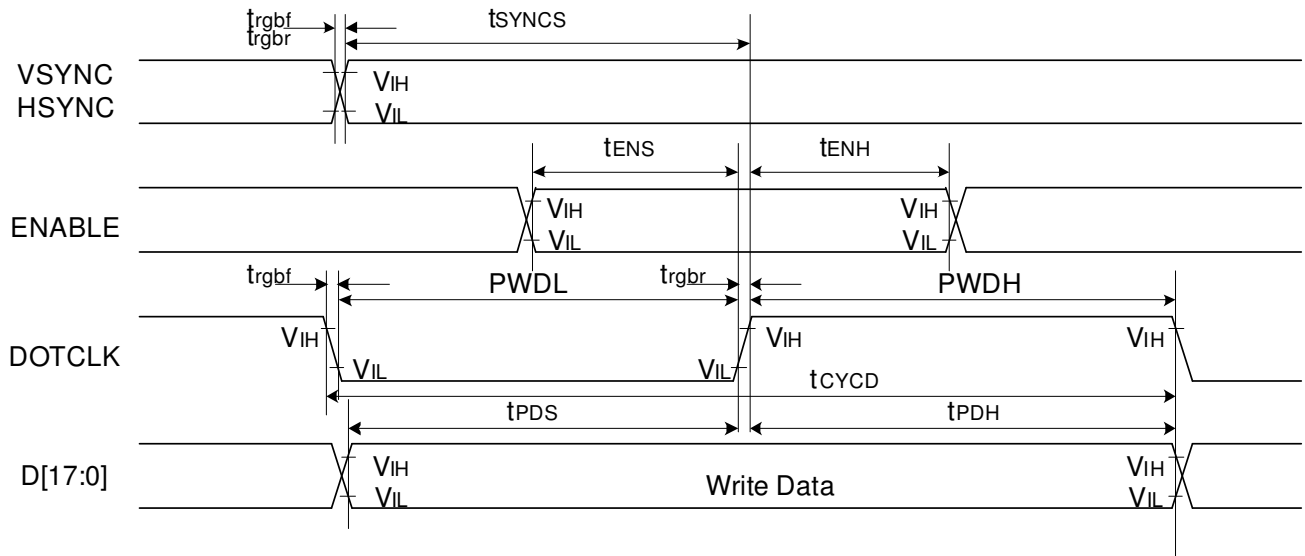 trgbf
trgbr
tSYNCS
VSYNC
HSYNC
VIH
VIL
tENS
tENH
ENABLE
VIH
VIL
VIH
VIL
trgbf
PWDL
trgbr
PWDH
DOTCLK
VIH
VIL
VIL
VIH
VIH
tCYCD
tPDS
tPDH
D[17:0]
VIH
VIL
Write Data
VIH
VIL